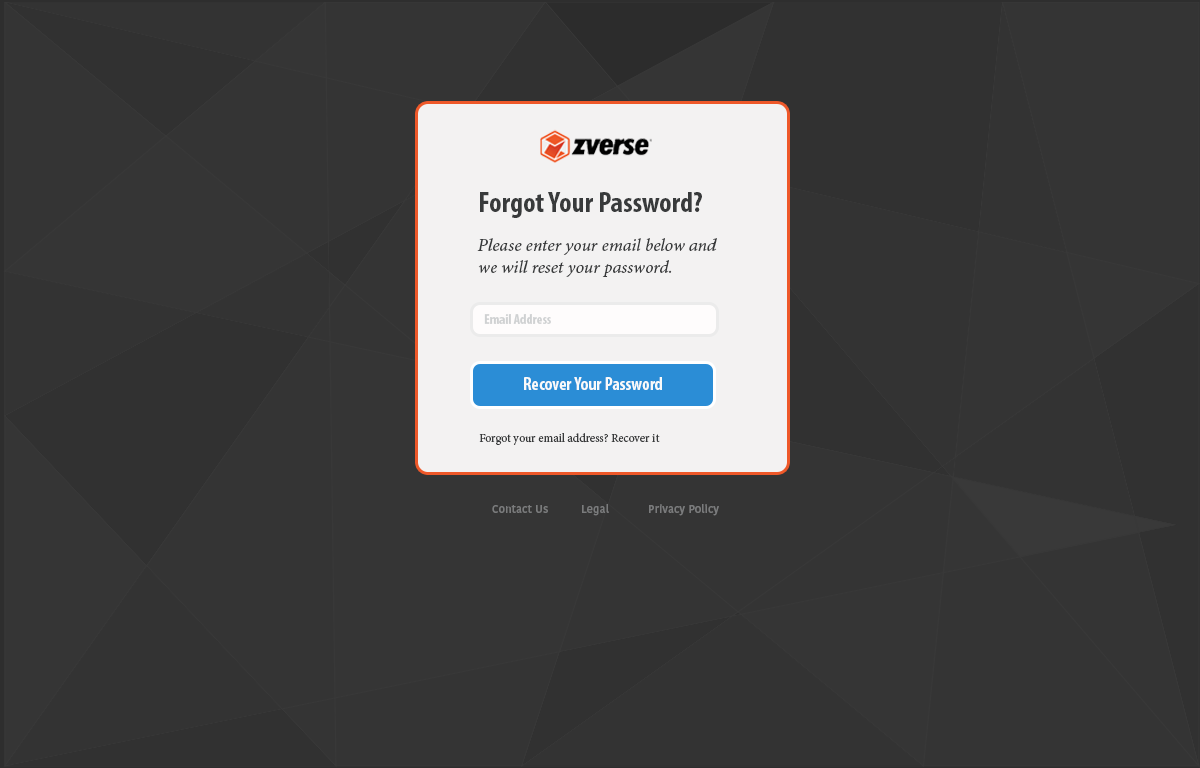 zverse
Forgot Your Password?
Please enter your email below and
we will reset your password.
Email Address
Recover Your Password
Forgot your email address? Recover it
Contact Us Legal Privacy Policy